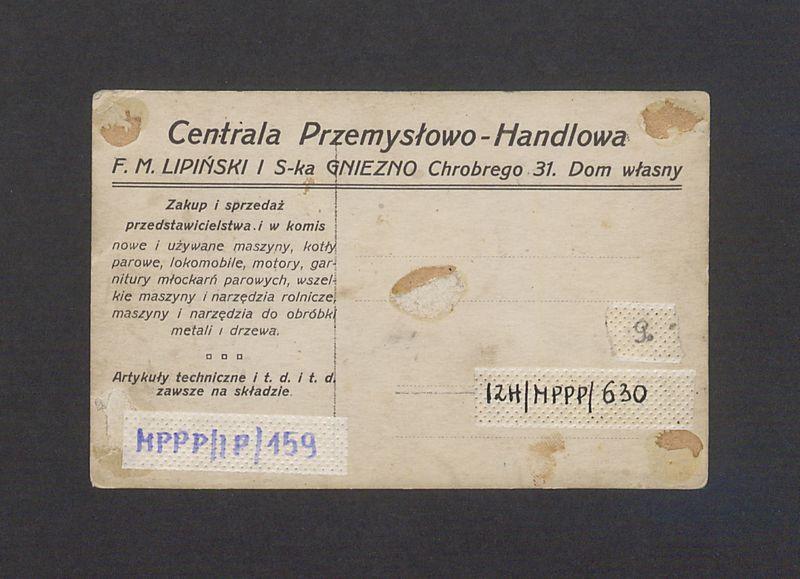 Centrala Przemysłowo-Handlowa
F. M. LIPIŃSKI I S-ka GNIEZNO Chrobrego 31. Dom własny
Zakup i sprzedaż
przedstawicielstwa.i w komis
nowe i używane maszyny, kotły
parowe, lokomobile, motory, gar-
nitury młockarń parowych, wszel-
kie maszyny i narzędzia rolnicze,
maszyny i narzędzia do obróbki
metali i drzewa.
Artykuły techniczne i t. d. i t. d.
zawsze na składzie.
9.
IZH/MPPP/630
MPPP/IP/159